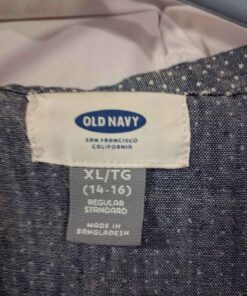 OLD NAVY
SAN FRANCISCO
CALIFORNIA
XL/TG
(14-16)
REGULAR
STANDARD
MADE IN
BANGLADESH